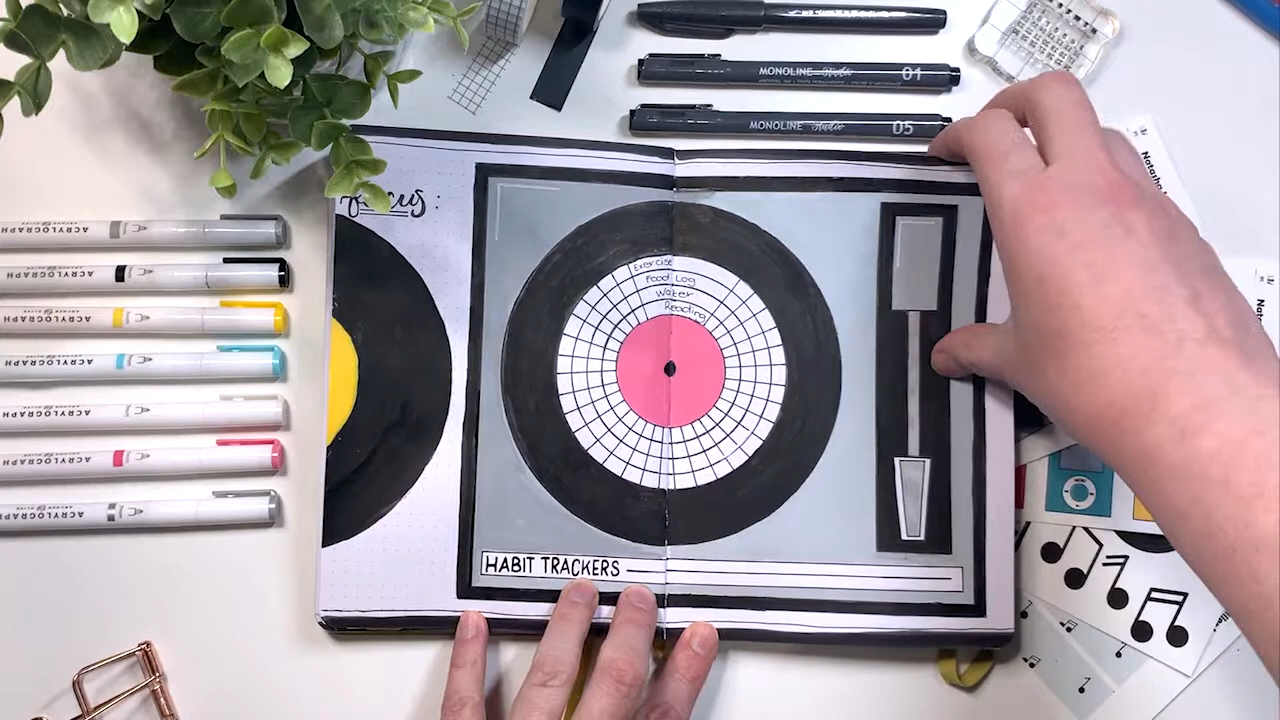 MONOLINE Studio 01
MONOLINE Studio 05
Natasha
focus:
ACRYLOGRAPH
ACRYLOGRAPH
ACRYLOGRAPH
ACRYLOGRAPH
ACRYLOGRAPH
ACRYLOGRAPH
ACRYLOGRAPH
Exercise
Food Log
Water
Reading
HABIT TRACKERS